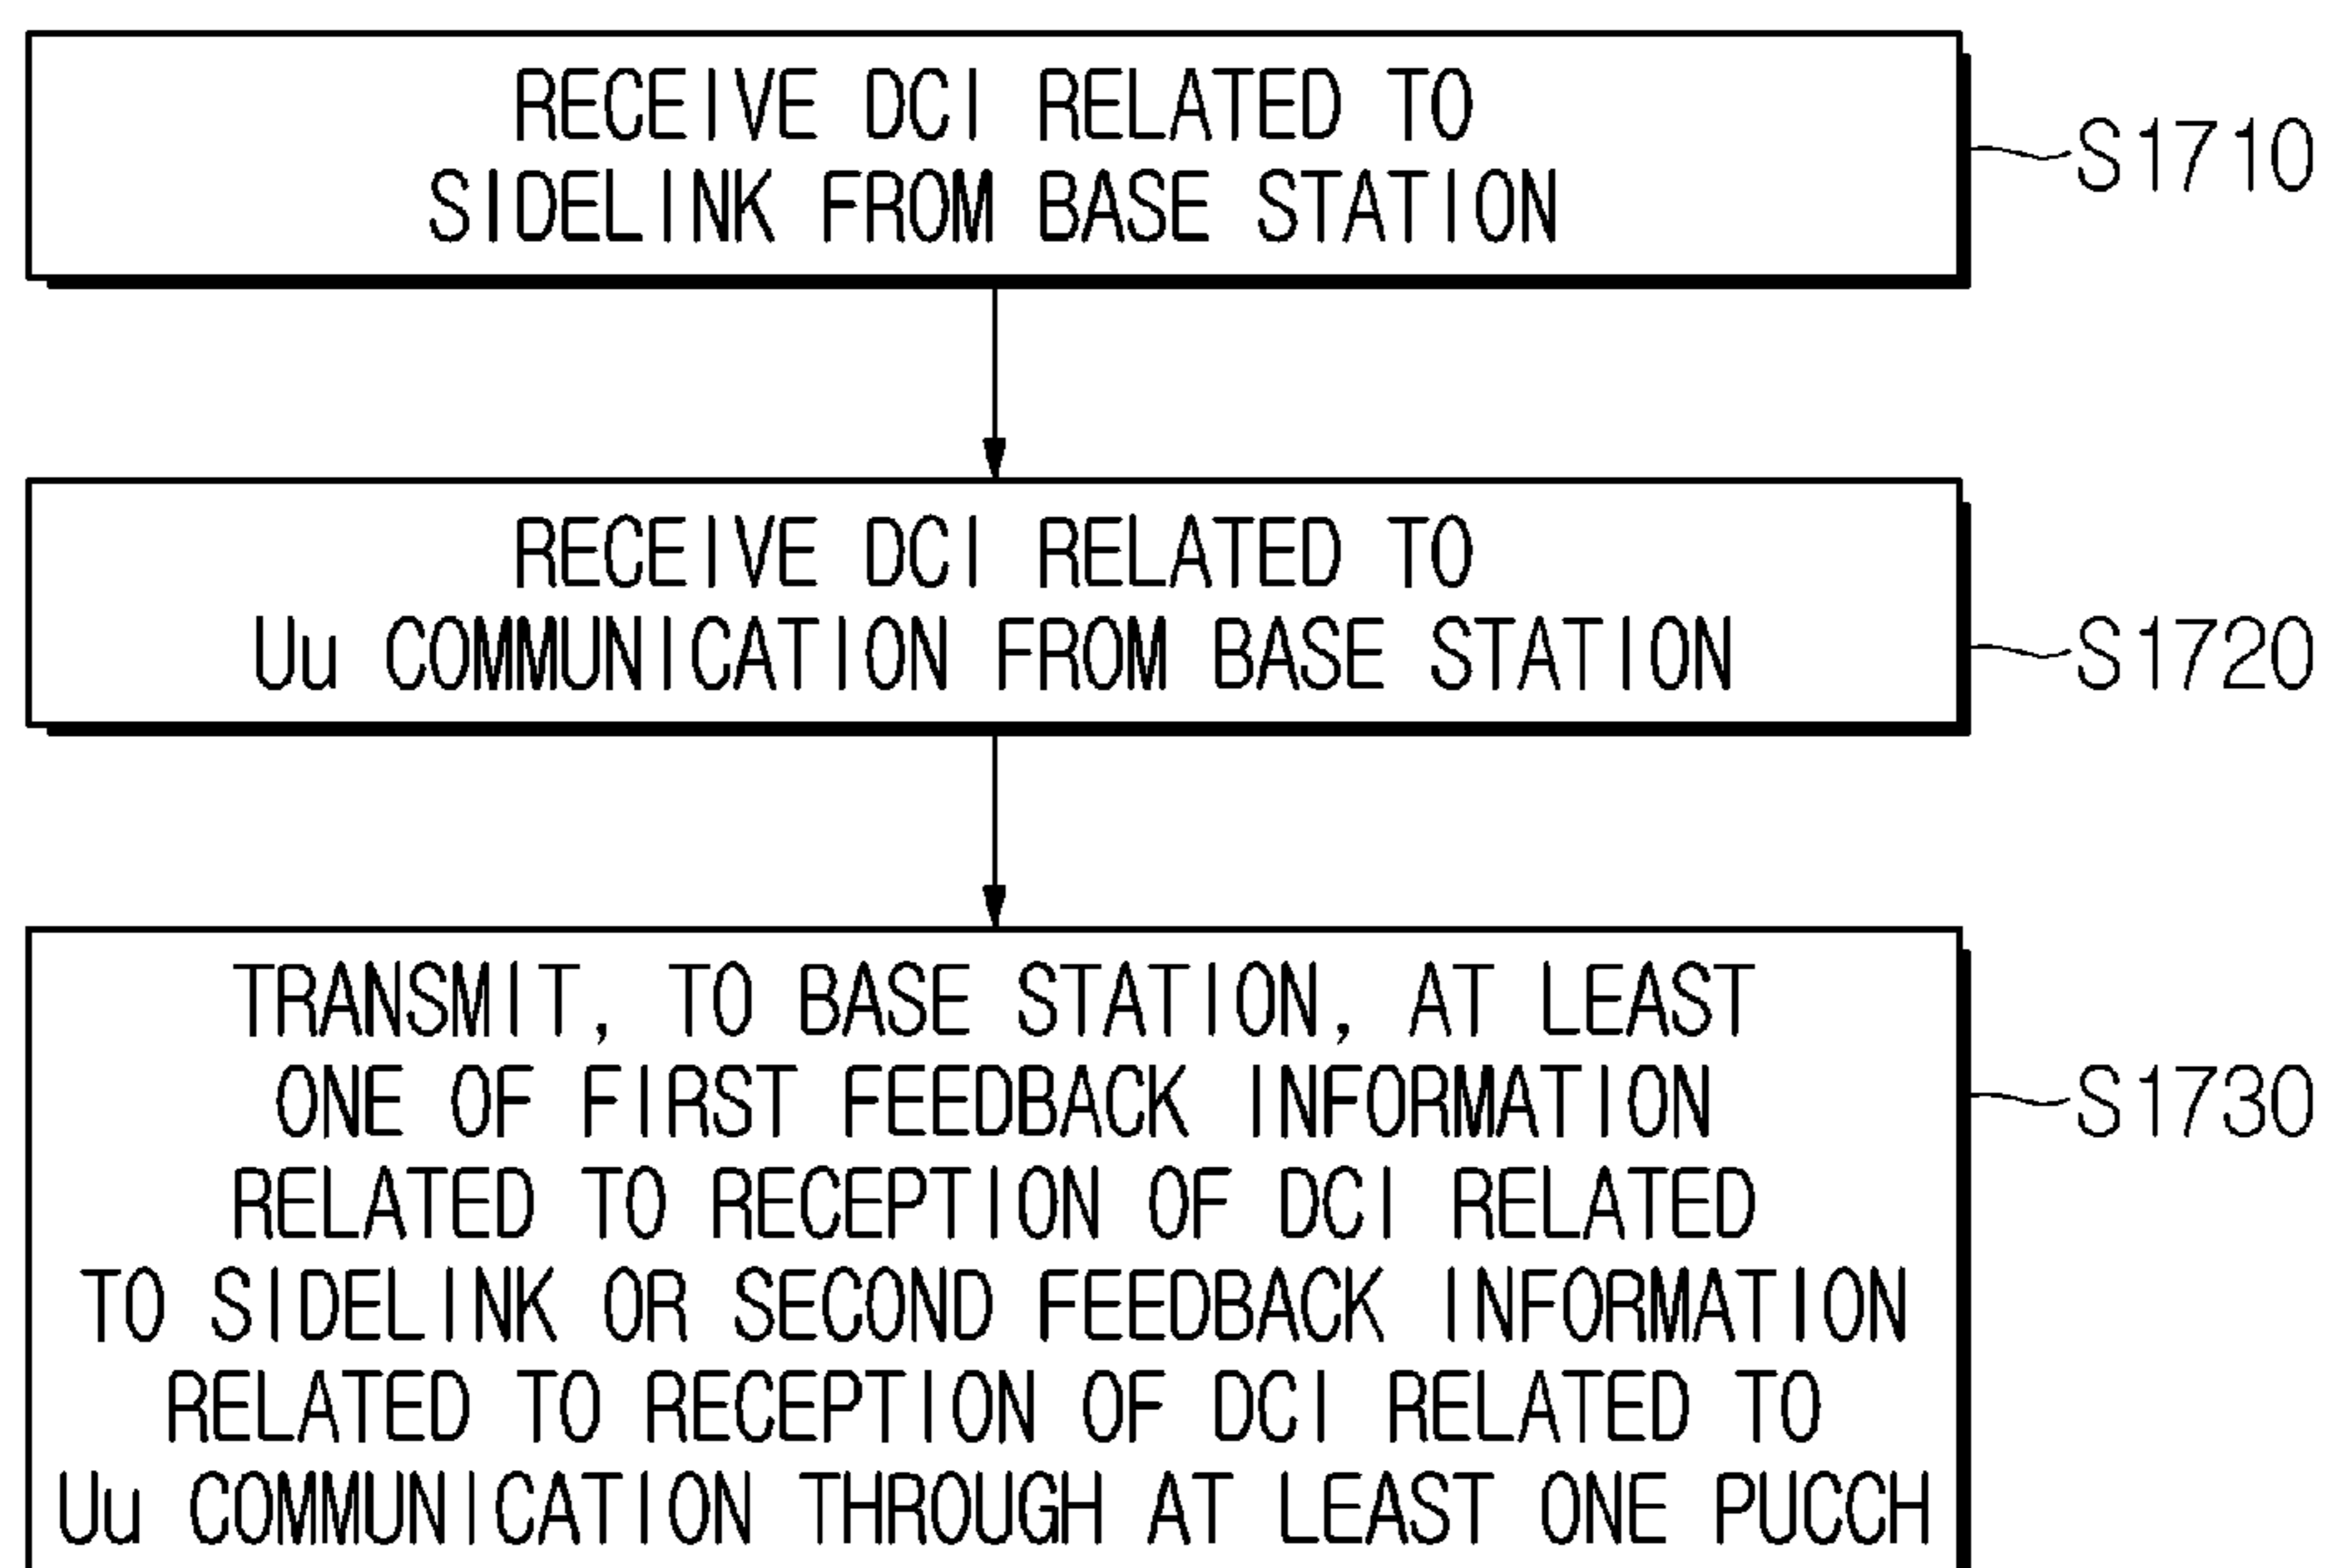 RECEIVE DCI RELATED TO
SIDELINK FROM BASE STATION
S1710
RECEIVE DCI RELATED TO
Uu COMMUNICATION FROM BASE STATION
S1720
TRANSMIT, TO BASE STATION, AT LEAST
ONE OF FIRST FEEDBACK INFORMATION
RELATED TO RECEPTION OF DCI RELATED
TO SIDELINK OR SECOND FEEDBACK INFORMATION
RELATED TO RECEPTION OF DCI RELATED TO
Uu COMMUNICATION THROUGH AT LEAST ONE PUCCH
S1730